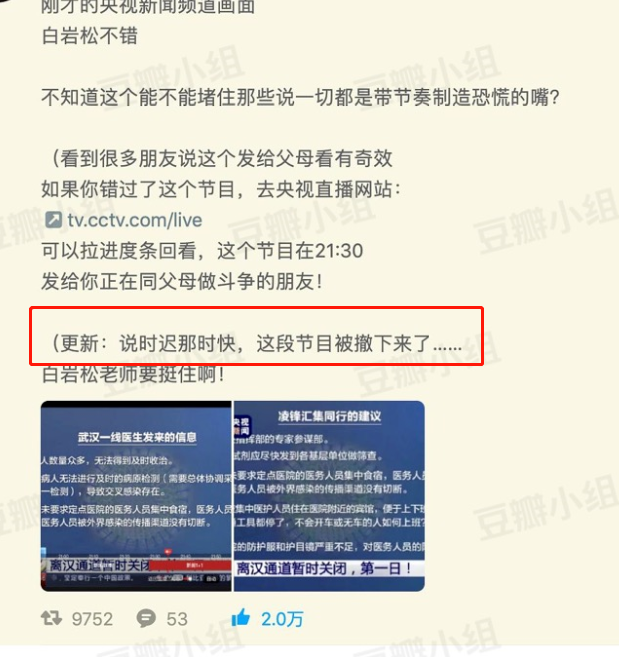 刚才的央视新闻频道画面
白岩松不错
不知道这个能不能堵住那些说一切都是带节奏制造恐慌的嘴？
（看到很多朋友说这个发给父母看有奇效
如果你错过了这个节目，去央视直播网站：
tv.cctv.com/live
可以拉进度条回看，这个节目在21:30
发给你正在同父母做斗争的朋友！
（更新：说时迟那时快，这段节目被撤下来了……
白岩松老师要挺住啊！
武汉一线医生发来的信息
人数量众多，无法得到及时收治。
病人无法进行及时的病原检测（需要总体协调采
一检测），导致交叉感染存在。
未要求定点医院的医务人员集中食宿，医务人
医务人员被外界感染的传播渠道没有切断。
离汉通道暂时关闭
凌锋汇集同行的建议
指挥部的专家参谋部。
试剂应尽快发到各基层单位做筛查。
要求定点医院的医务人员集中食宿，医务人员
务人员被外界感染的传播渠道没有切断。
集中医护人员住在医院附近的宾馆，便于上下班
工具都停了，不会开车或无车的人如何上班？
的防护服和护目镜严重不足，对医务人员的防
离汉通道暂时关闭，第一日！
9752 53 2.0万
豆瓣小组
豆瓣小组
豆瓣小组
豆瓣小组
豆瓣小组
豆瓣小组